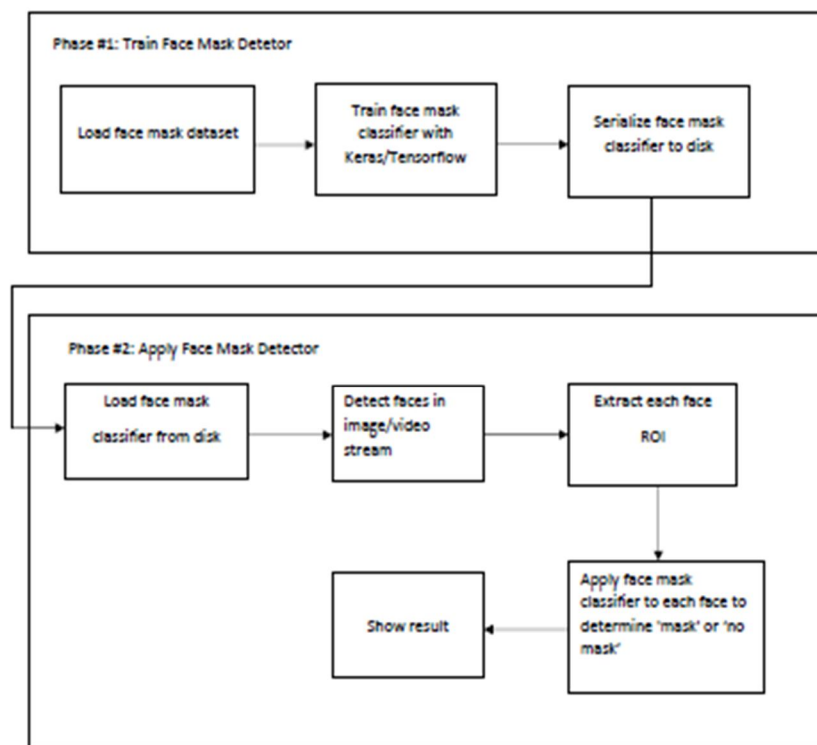 Phase #1: Train Face Mask Detetor
Load face mask dataset
Train face mask
classifier with
Keras/Tensorflow
Serialize face mask
classifier to disk
Phase #2: Apply Face Mask Detector
Load face mask
classifier from disk
Detect faces in
image/video
stream
Extract each face
ROI
Apply face mask
classifier to each face to
determine 'mask' or 'no
mask'
Show result